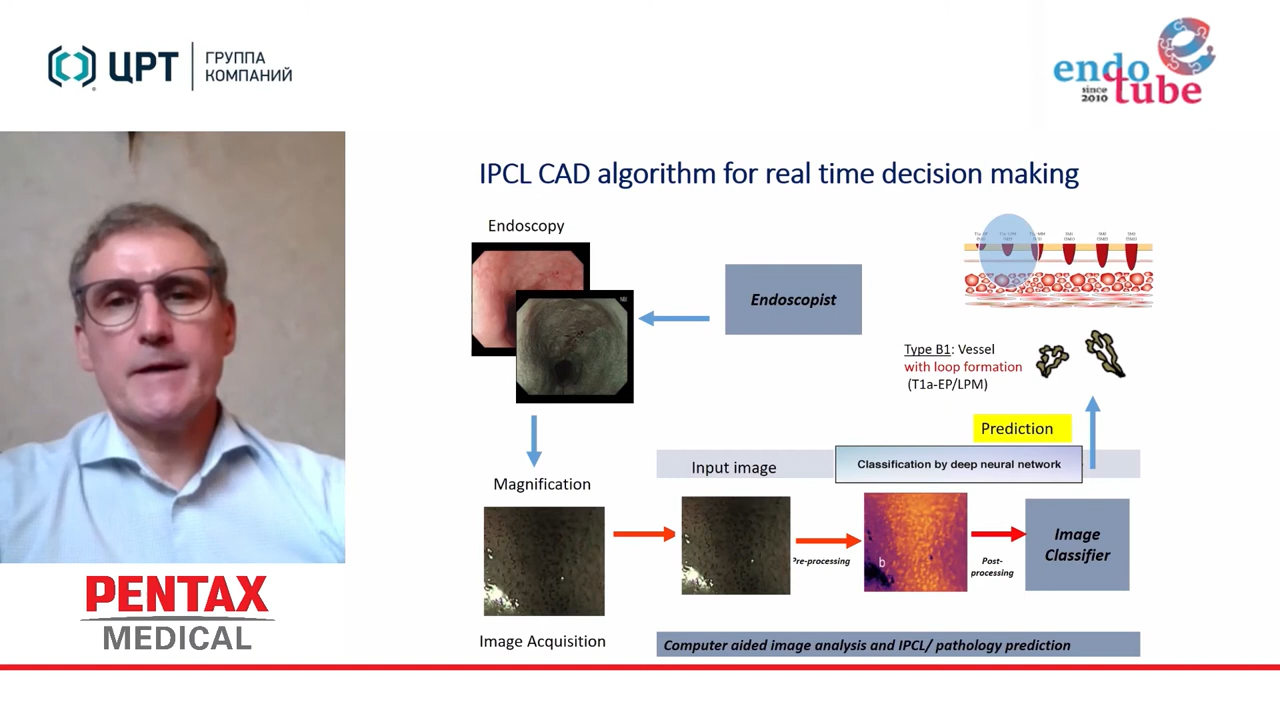 ЦРТ
ГРУППА
КОМПАНИЙ
endo
since
2010
tube
IPCL CAD algorithm for real time decision making
Endoscopy
NBI
Endoscopist
Type B1: Vessel
with loop formation
(T1a-EP/LPM)
Prediction
Magnification
Input image
Classification by deep neural network
Pre-processing
b
Post-
processing
Image
Classifier
Image Acquisition
Computer aided image analysis and IPCL/ pathology prediction
PENTAX
MEDICAL